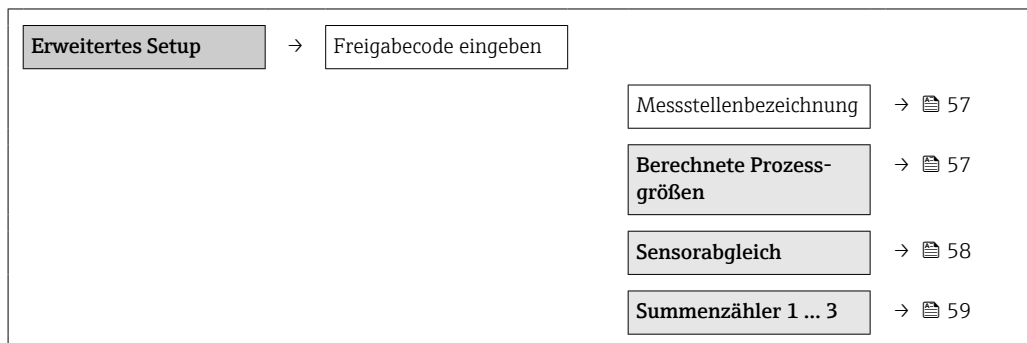 Erweitertes Setup → Freigabecode eingeben
Messstellenbezeichnung → 57
Berechnete Prozess- → 57
größen
Sensorabgleich → 58
Summenzähler 1 ... 3 → 59